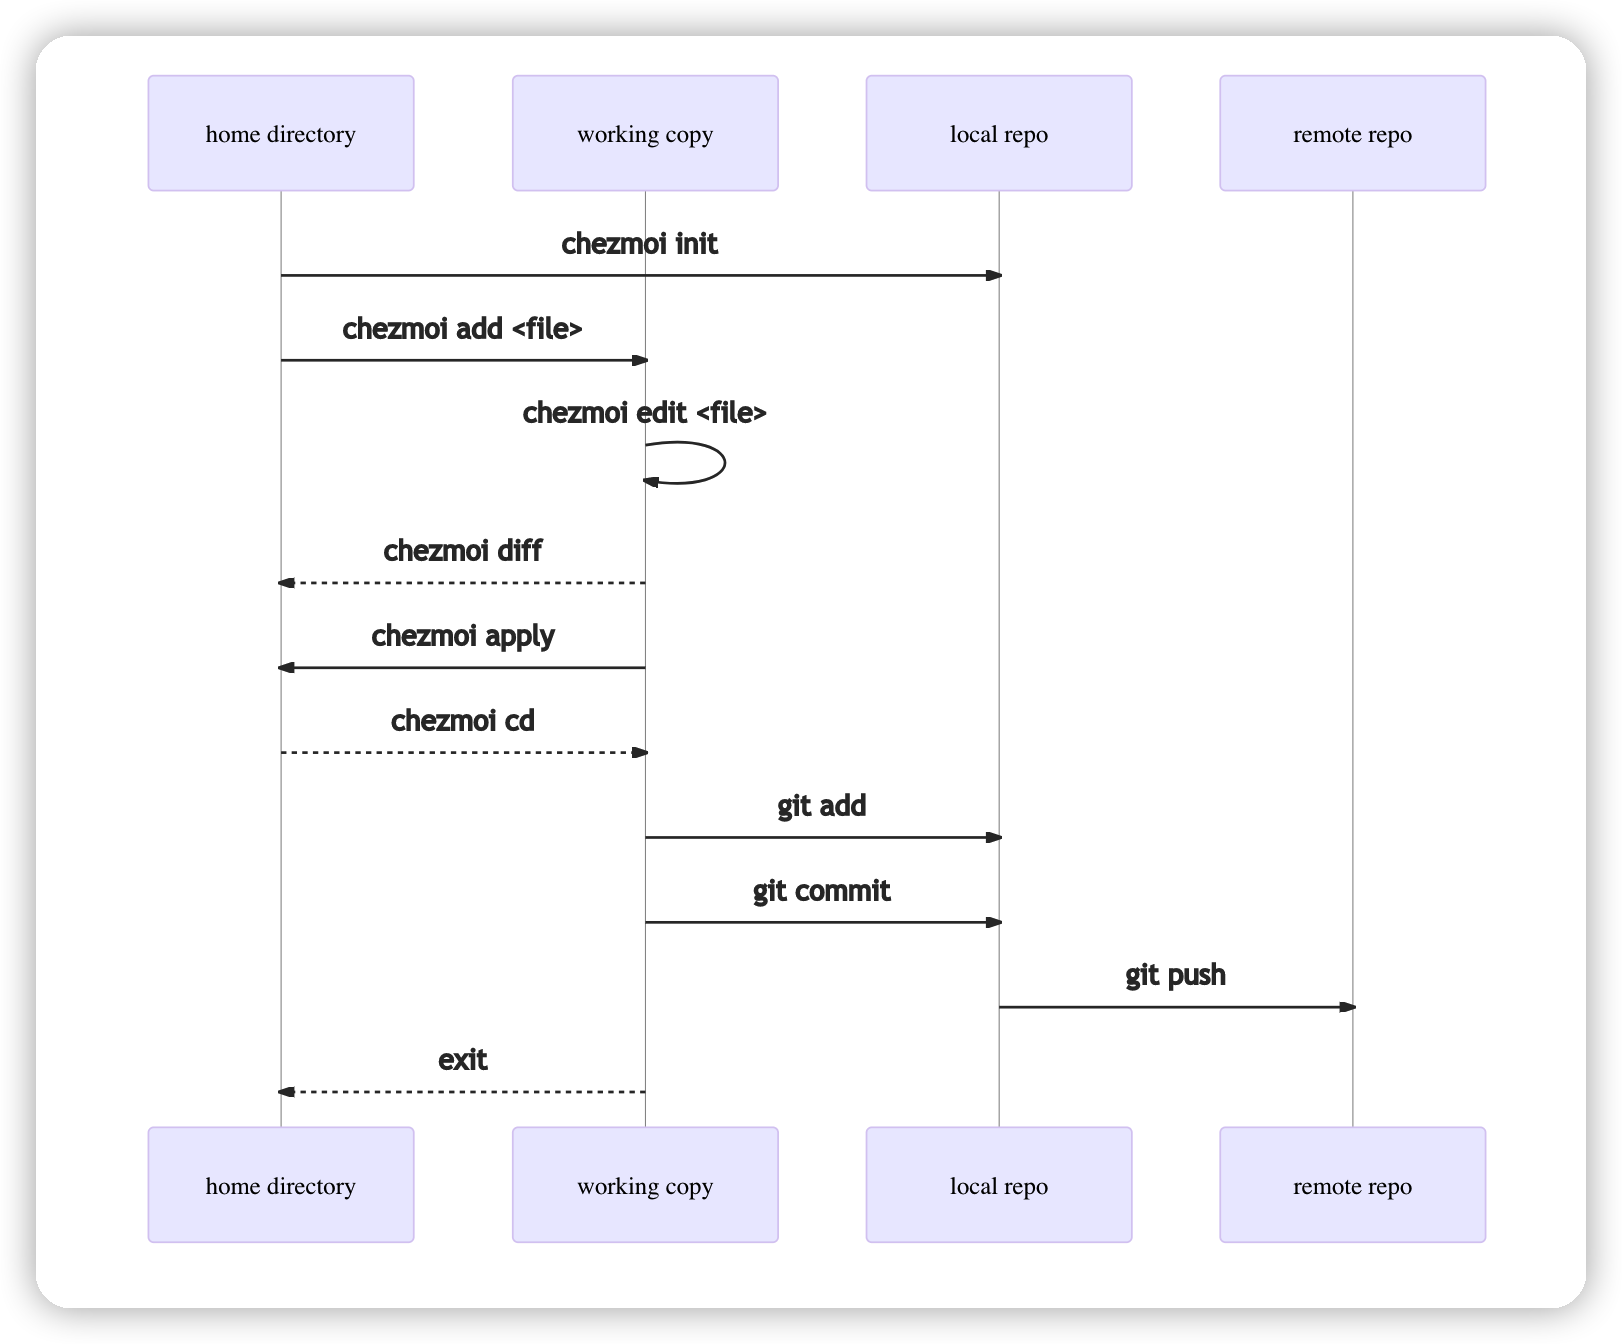 home directory
working copy
local repo
remote repo
chezmoi init
chezmoi add <file>
chezmoi edit <file>
chezmoi diff
chezmoi apply
chezmoi cd
git add
git commit
git push
exit
home directory
working copy
local repo
remote repo